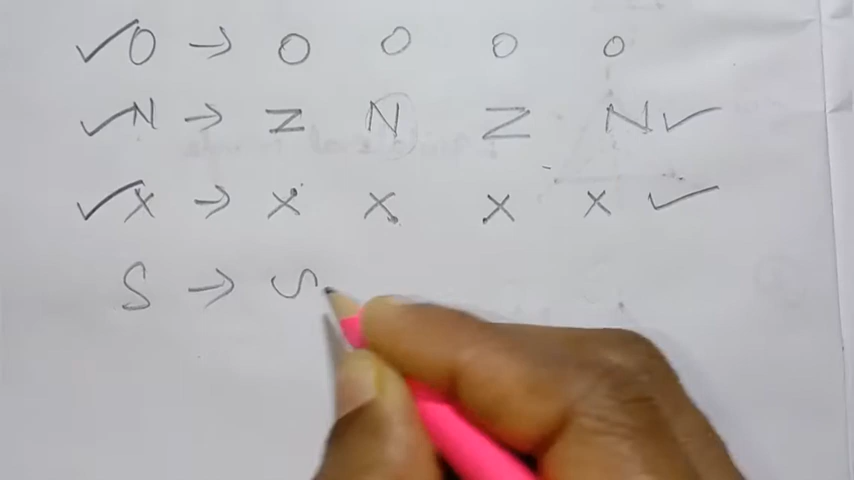 ✓ O → O O O O
✓ N → Z N Z N ✓
✓ X → X X X X ✓
S → S